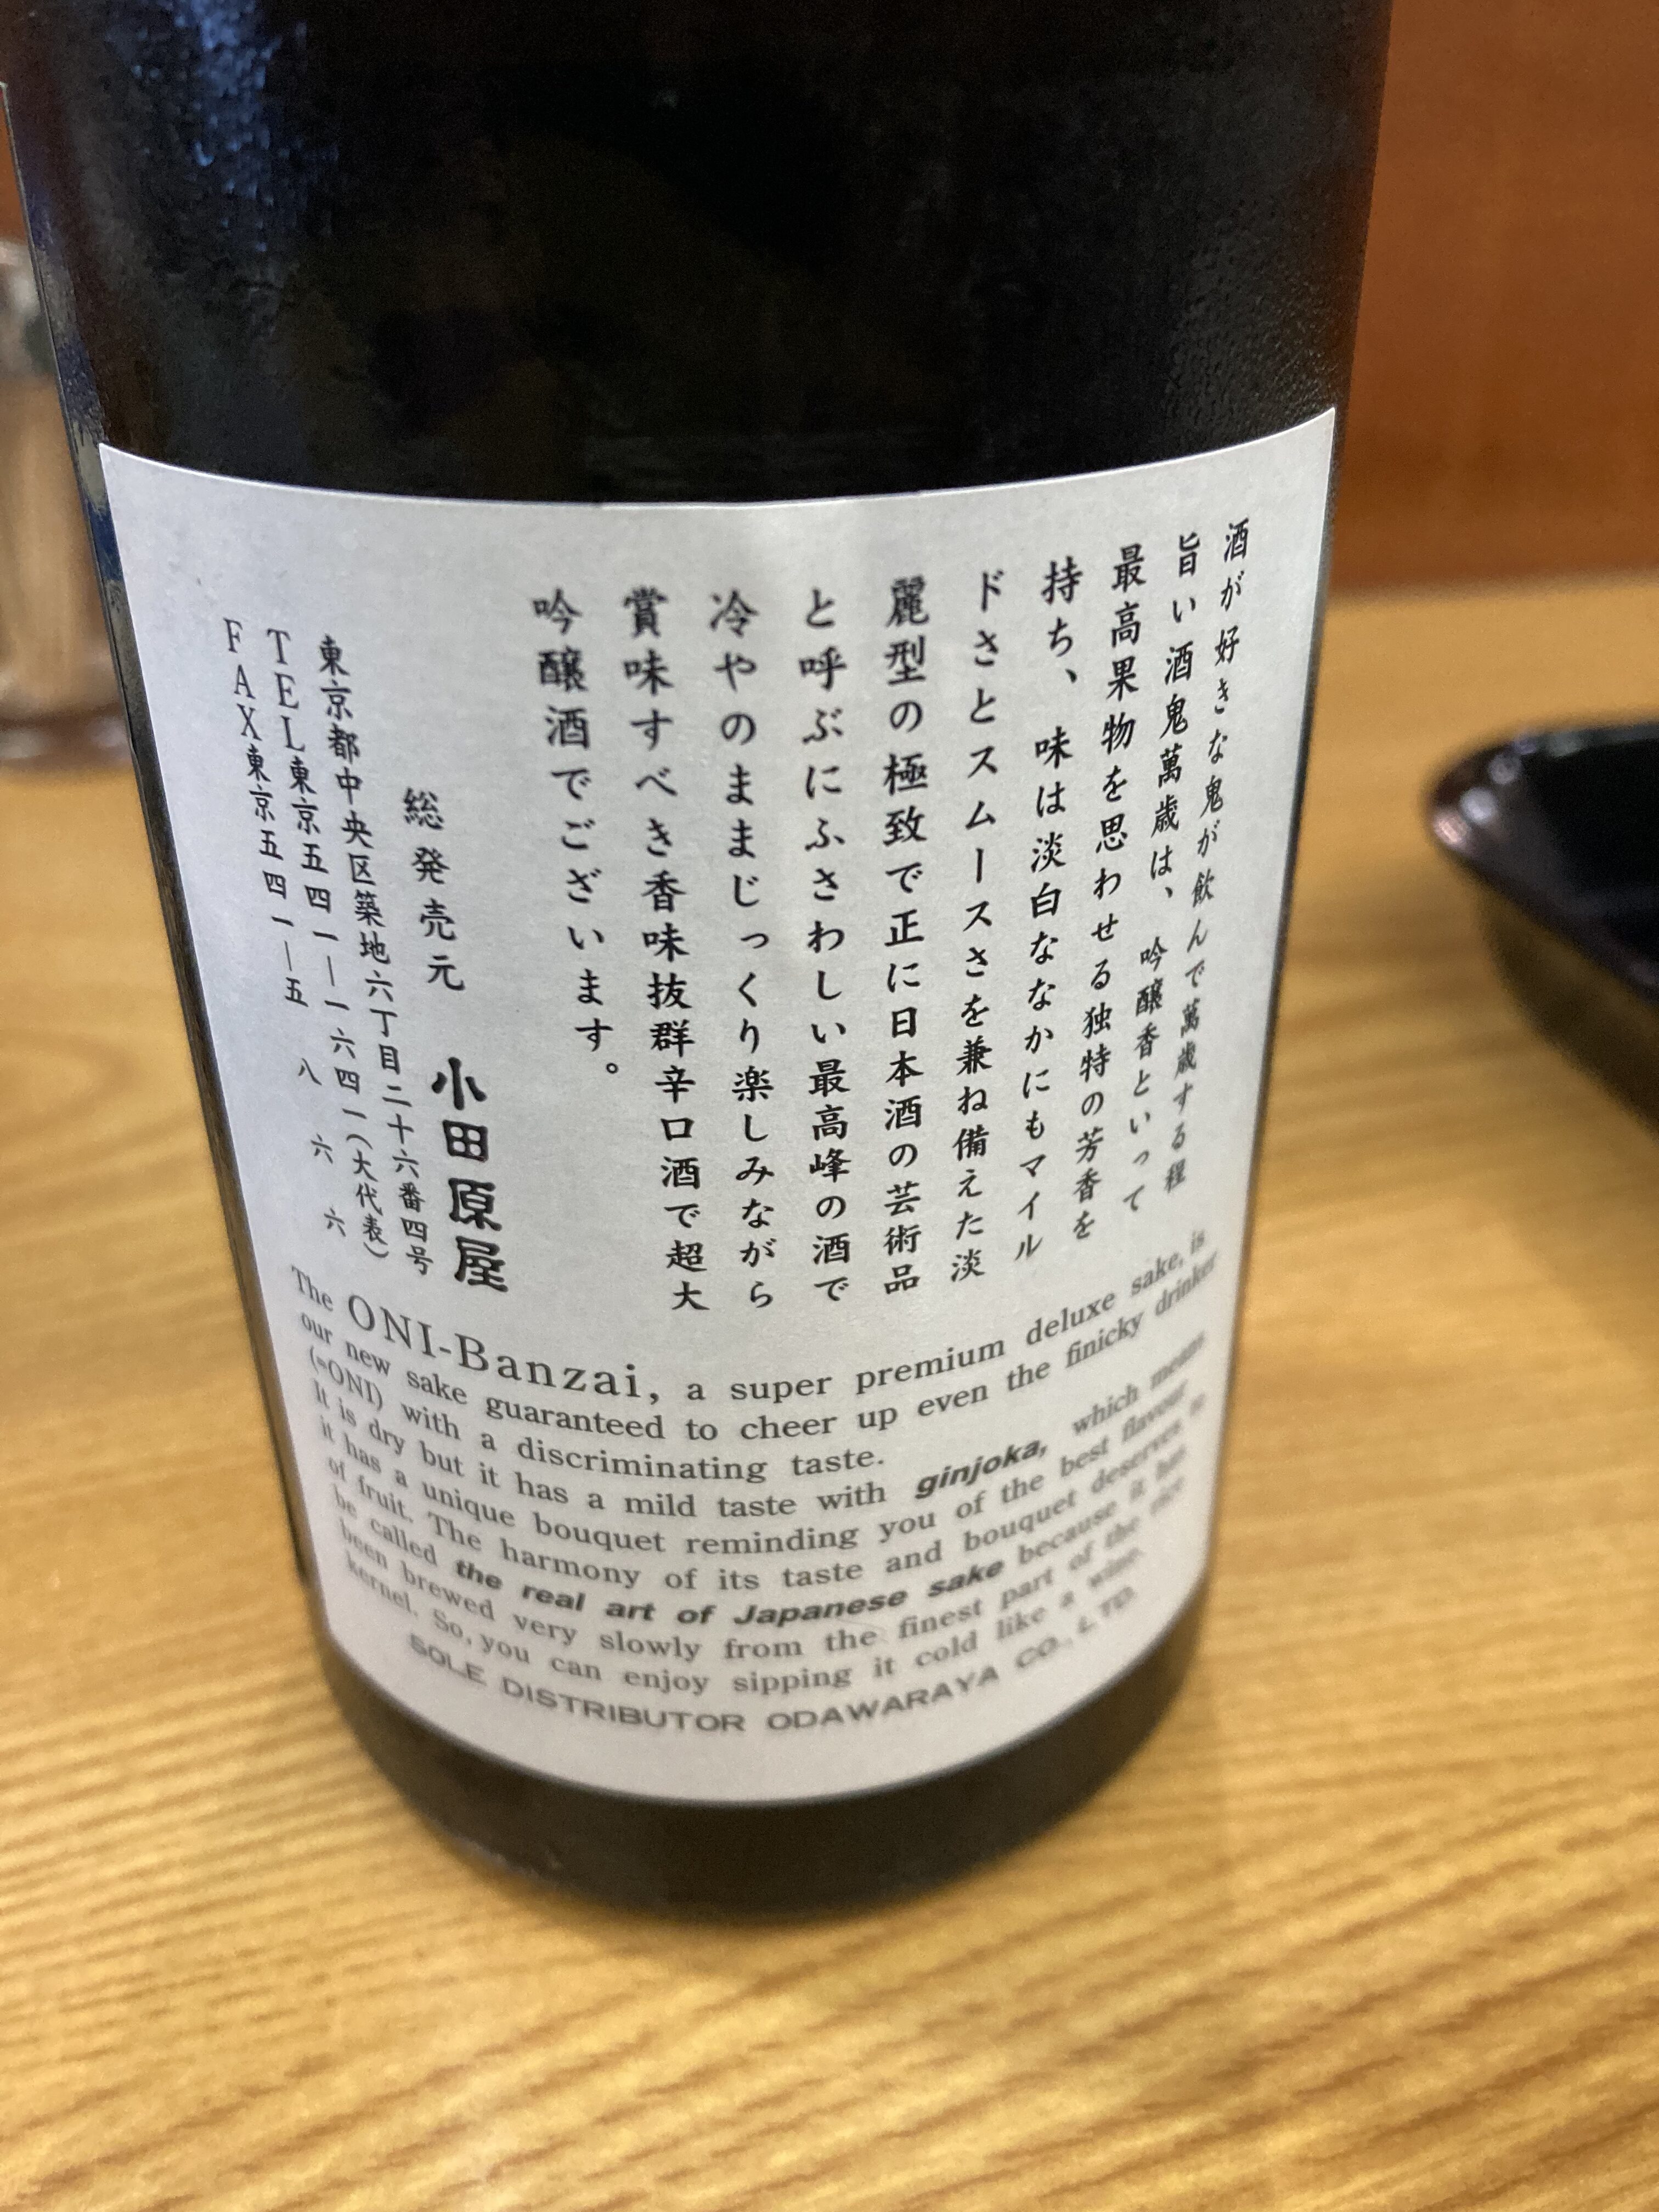 酒が好きな鬼が飲んで萬歳する程
旨い酒鬼萬歳は、吟醸香といって
最高果物を思わせる独特の芳香を
持ち、味は淡白ななかにもマイル
ドさとスムースさを兼ね備えた淡
麗型の極致で正に日本酒の芸術品
と呼ぶにふさわしい最高峰の酒で
冷やのままじっくり楽しみながら
賞味すべき香味抜群辛口酒で超大
吟醸酒でございます。
総発売元 小田原屋
東京都中央区築地六丁目二十六番四号
TEL東京五四一―一六四一(大代表)
FAX東京五四一―五八六六
The ONI-Banzai, a super premium deluxe sake, is
our new sake guaranteed to cheer up even the finicky drinker
(=ONI) with a discriminating taste.
It is dry but it has a mild taste with ginjoka, which means
it has a unique bouquet reminding you of the best flavour
of fruit. The harmony of its taste and bouquet deserves to
be called the real art of Japanese sake because it has
been brewed very slowly from the finest part of the rice
kernel. So, you can enjoy sipping it cold like a wine.
SOLE DISTRIBUTOR ODAWARAYA CO., LTD.